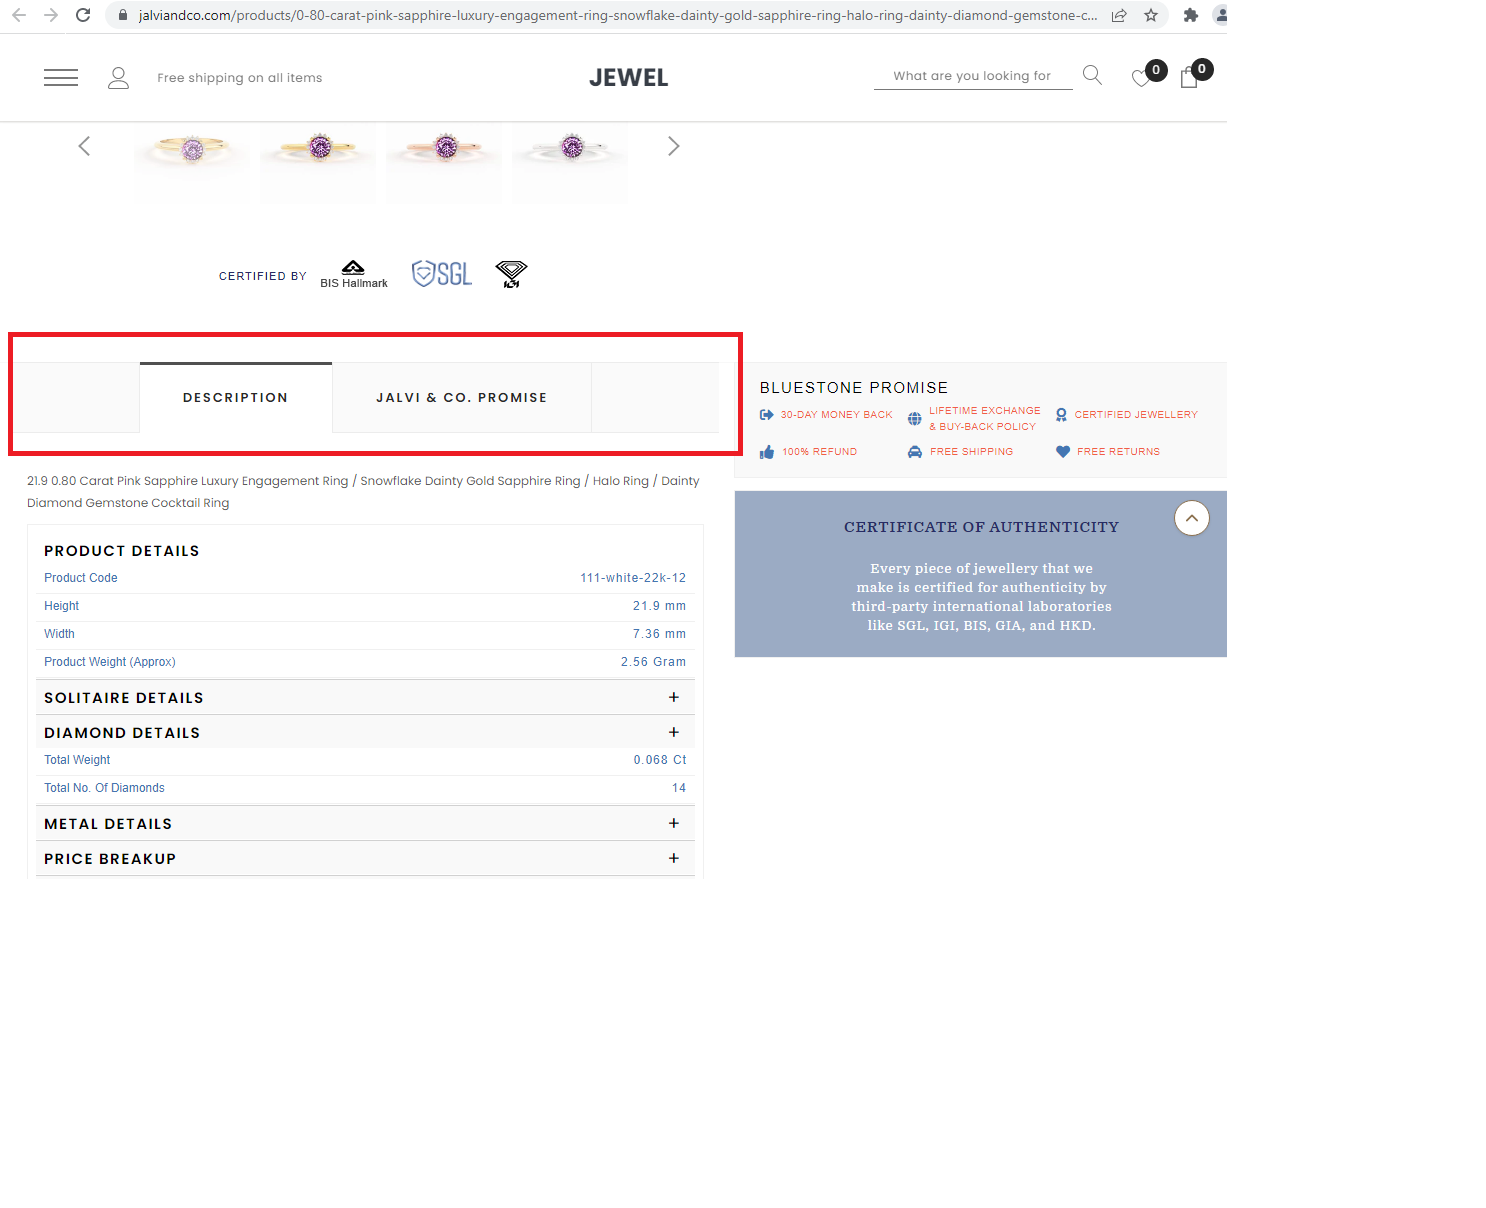 jalviandco.com/products/0-80-carat-pink-sapphire-luxury-engagement-ring-snowflake-dainty-gold-sapphire-ring-halo-ring-dainty-diamond-gemstone-c...
Free shipping on all items
JEWEL
What are you looking for
0
0
CERTIFIED BY
BIS Hallmark
SGL
IGI
DESCRIPTION
JALVI & CO. PROMISE
21.9 0.80 Carat Pink Sapphire Luxury Engagement Ring / Snowflake Dainty Gold Sapphire Ring / Halo Ring / Dainty
Diamond Gemstone Cocktail Ring
PRODUCT DETAILS
Product Code 111-white-22k-12
Height 21.9 mm
Width 7.36 mm
Product Weight (Approx) 2.56 Gram
SOLITAIRE DETAILS +
DIAMOND DETAILS +
Total Weight 0.068 Ct
Total No. Of Diamonds 14
METAL DETAILS +
PRICE BREAKUP +
BLUESTONE PROMISE
30-DAY MONEY BACK
LIFETIME EXCHANGE
& BUY-BACK POLICY
CERTIFIED JEWELLERY
100% REFUND
FREE SHIPPING
FREE RETURNS
CERTIFICATE OF AUTHENTICITY
Every piece of jewellery that we
make is certified for authenticity by
third-party international laboratories
like SGL, IGI, BIS, GIA, and HKD.